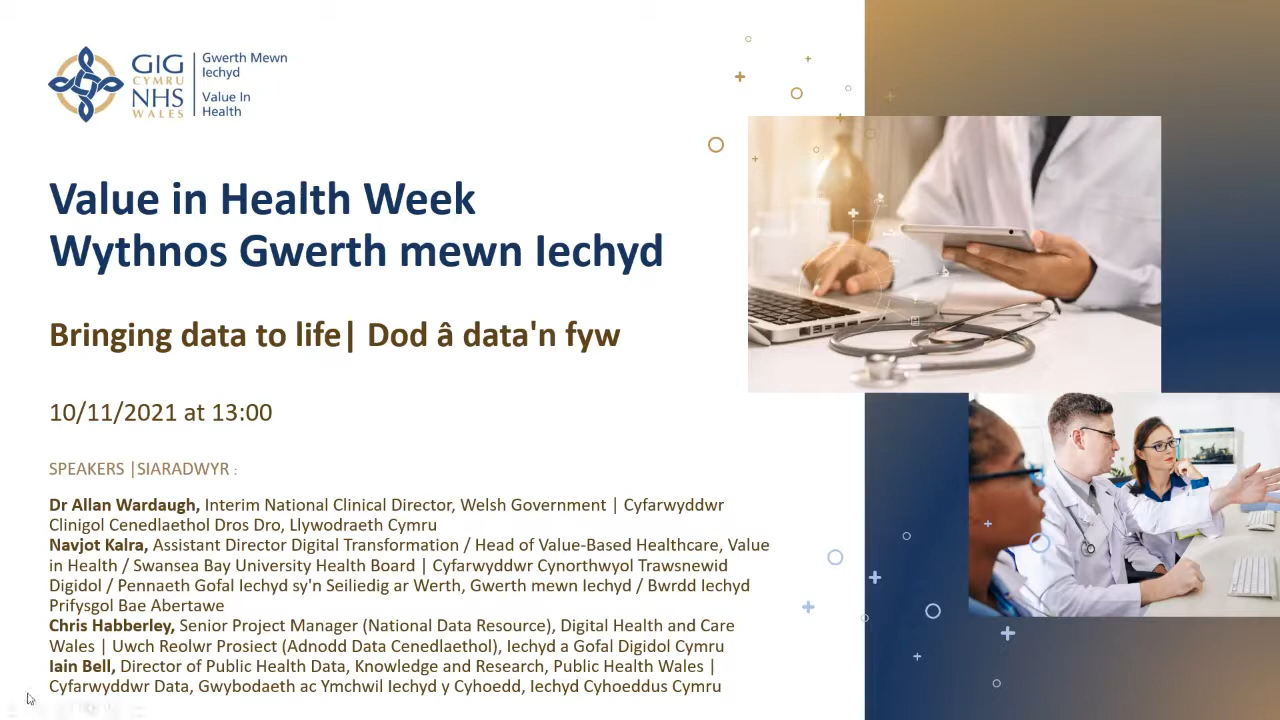 GIG
CYMRU
NHS
WALES
Gwerth Mewn
Iechyd
Value In
Health
Value in Health Week
Wythnos Gwerth mewn Iechyd
Bringing data to life| Dod â data'n fyw
10/11/2021 at 13:00
SPEAKERS |SIARADWYR :
Dr Allan Wardaugh, Interim National Clinical Director, Welsh Government | Cyfarwyddwr
Clinigol Cenedlaethol Dros Dro, Llywodraeth Cymru
Navjot Kalra, Assistant Director Digital Transformation / Head of Value-Based Healthcare, Value
in Health / Swansea Bay University Health Board | Cyfarwyddwr Cynorthwyol Trawsnewid
Digidol / Pennaeth Gofal Iechyd sy'n Seiliedig ar Werth, Gwerth mewn Iechyd / Bwrdd Iechyd
Prifysgol Bae Abertawe
Chris Habberley, Senior Project Manager (National Data Resource), Digital Health and Care
Wales | Uwch Reolwr Prosiect (Adnodd Data Cenedlaethol), Iechyd a Gofal Digidol Cymru
Iain Bell, Director of Public Health Data, Knowledge and Research, Public Health Wales |
Cyfarwyddwr Data, Gwybodaeth ac Ymchwil Iechyd y Cyhoedd, Iechyd Cyhoeddus Cymru